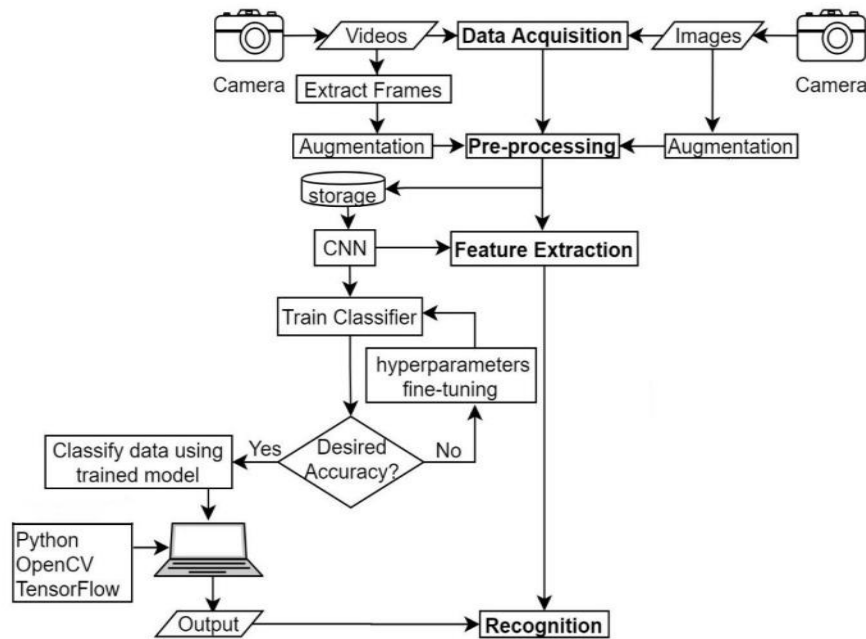 Videos
Data Acquisition
Images
Camera
Camera
Extract Frames
Augmentation
Pre-processing
Augmentation
storage
CNN
Feature Extraction
Train Classifier
hyperparameters
fine-tuning
Classify data using
trained model
Yes
Desired
Accuracy?
No
Python
OpenCV
TensorFlow
Output
Recognition